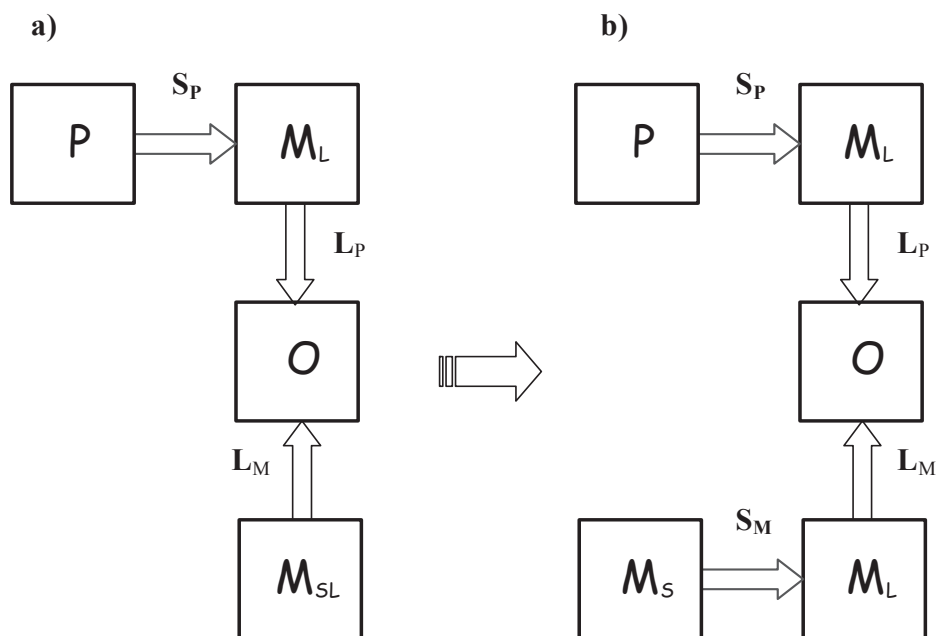 a) b)
S_P S_P
P M_L P M_L
L_P L_P
O O
L_M L_M
S_M
M_SL M_S M_L